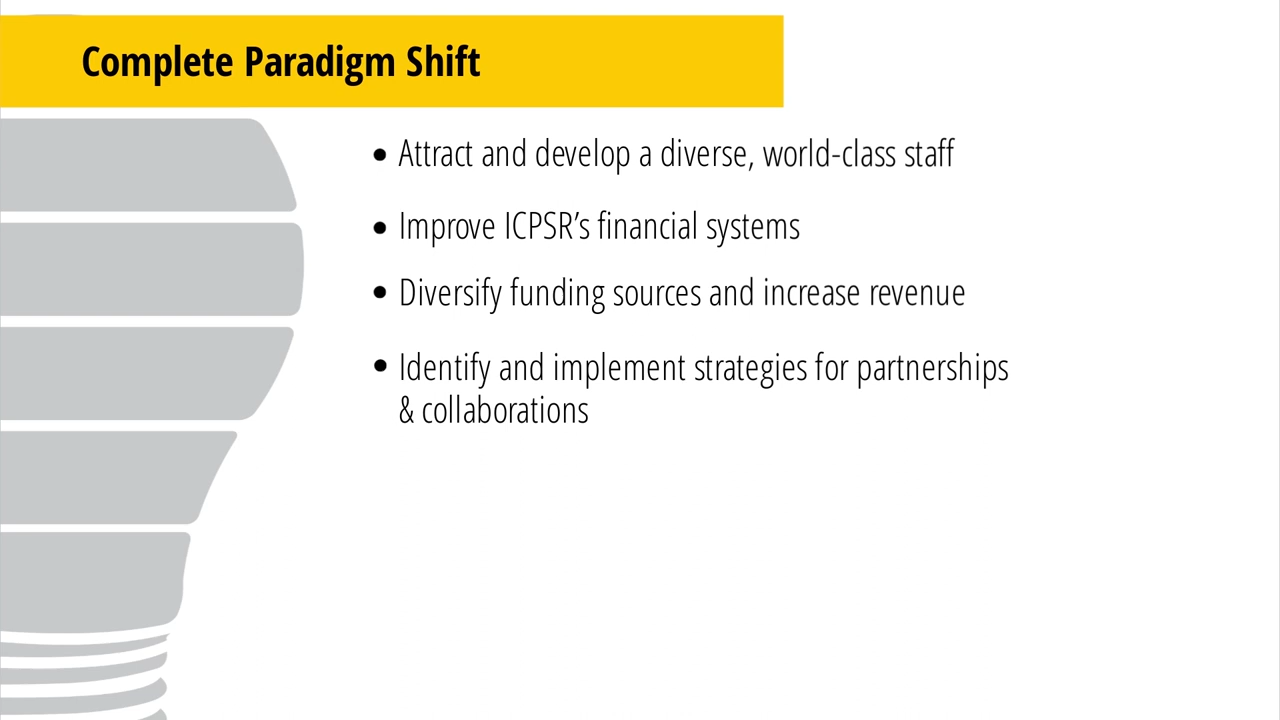 Complete Paradigm Shift
• Attract and develop a diverse, world-class staff
• Improve ICPSR’s financial systems
• Diversify funding sources and increase revenue
• Identify and implement strategies for partnerships
& collaborations